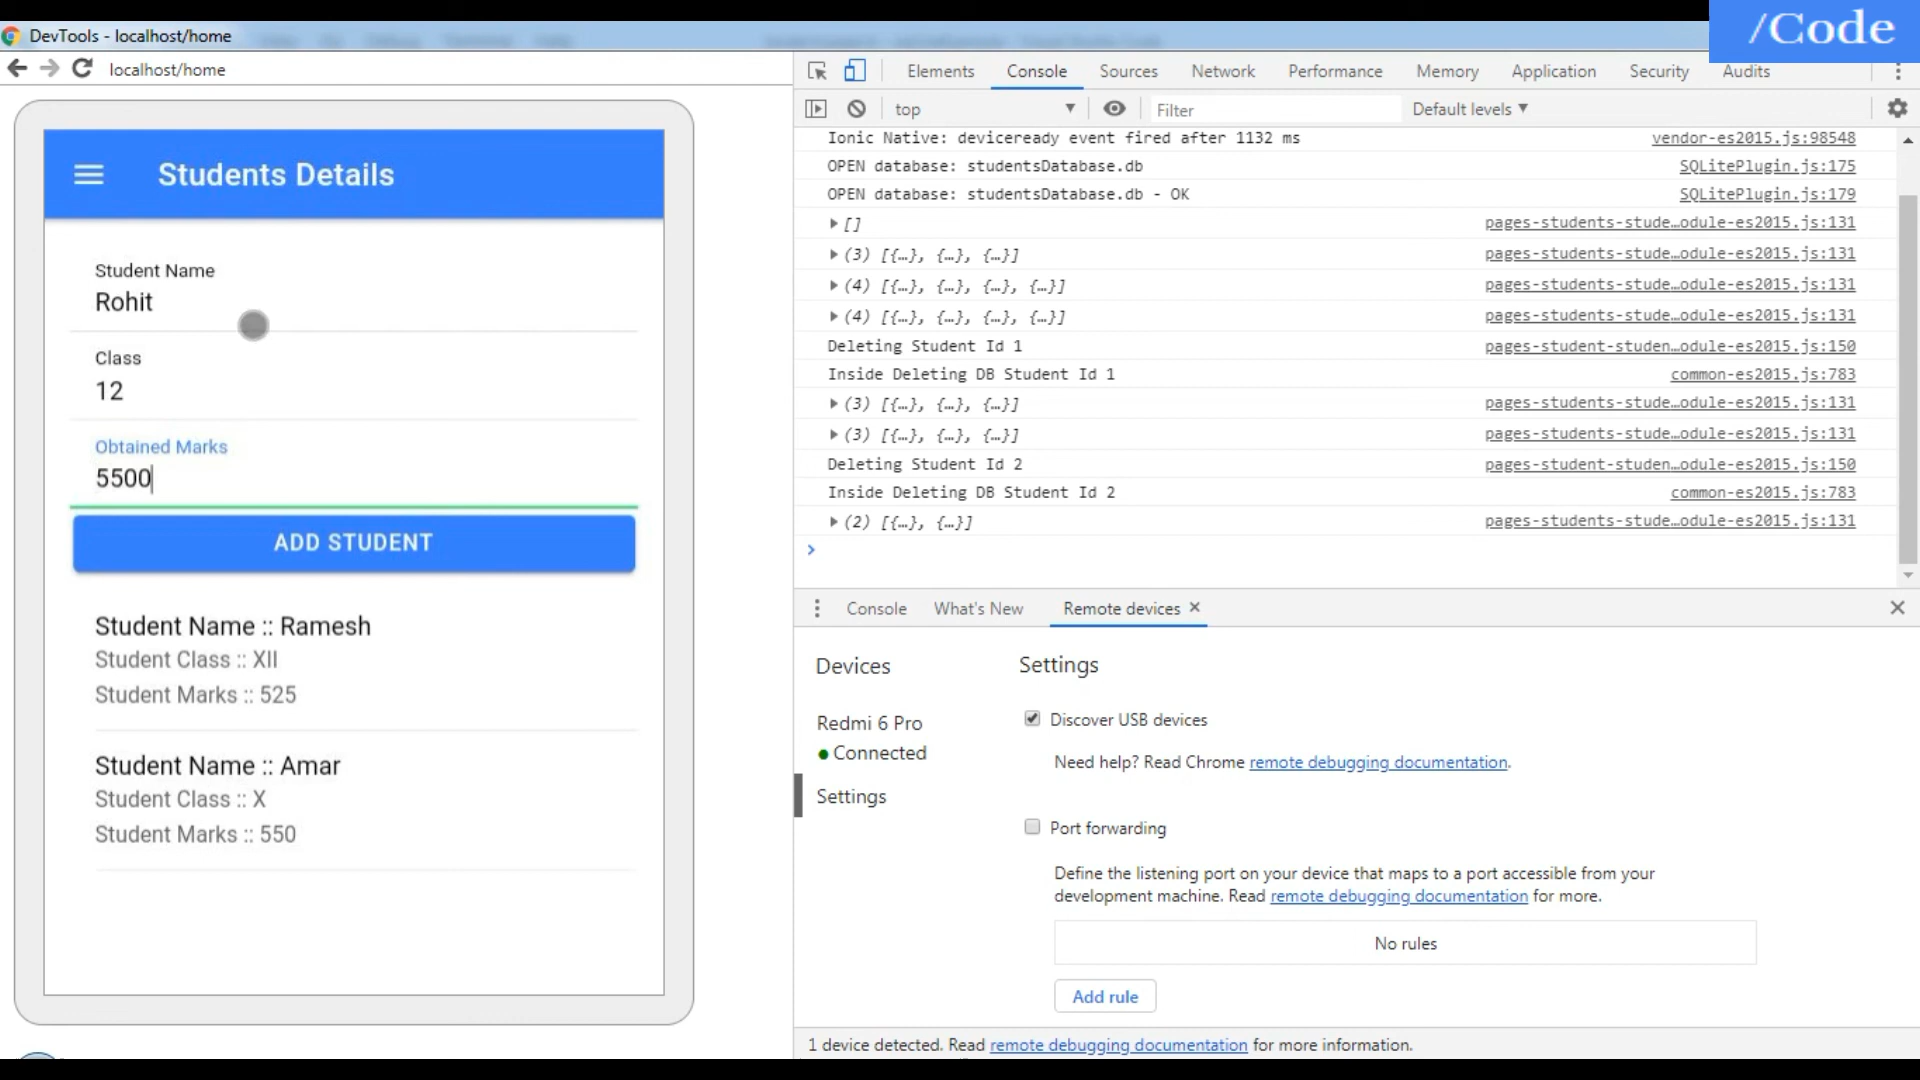 /Code
DevTools - localhost/home
localhost/home
Elements Console Sources Network Performance Memory Application Security Audits
top Filter Default levels
Students Details
Student Name
Rohit
Class
12
Obtained Marks
5500
ADD STUDENT
Student Name :: Ramesh
Student Class :: XII
Student Marks :: 525
Student Name :: Amar
Student Class :: X
Student Marks :: 550
Ionic Native: deviceready event fired after 1132 ms vendor-es2015.js:98548
OPEN database: studentsDatabase.db SQLitePlugin.js:175
OPEN database: studentsDatabase.db - OK SQLitePlugin.js:179
[] pages-students-stude…odule-es2015.js:131
(3) [{…}, {…}, {…}] pages-students-stude…odule-es2015.js:131
(4) [{…}, {…}, {…}, {…}] pages-students-stude…odule-es2015.js:131
(4) [{…}, {…}, {…}, {…}] pages-students-stude…odule-es2015.js:131
Deleting Student Id 1 pages-student-studen…odule-es2015.js:150
Inside Deleting DB Student Id 1 common-es2015.js:783
(3) [{…}, {…}, {…}] pages-students-stude…odule-es2015.js:131
(3) [{…}, {…}, {…}] pages-students-stude…odule-es2015.js:131
Deleting Student Id 2 pages-student-studen…odule-es2015.js:150
Inside Deleting DB Student Id 2 common-es2015.js:783
(2) [{…}, {…}] pages-students-stude…odule-es2015.js:131
Console What's New Remote devices
Devices
Redmi 6 Pro
Connected
Settings
Settings
Discover USB devices
Need help? Read Chrome remote debugging documentation.
Port forwarding
Define the listening port on your device that maps to a port accessible from your
development machine. Read remote debugging documentation for more.
No rules
Add rule
1 device detected. Read remote debugging documentation for more information.